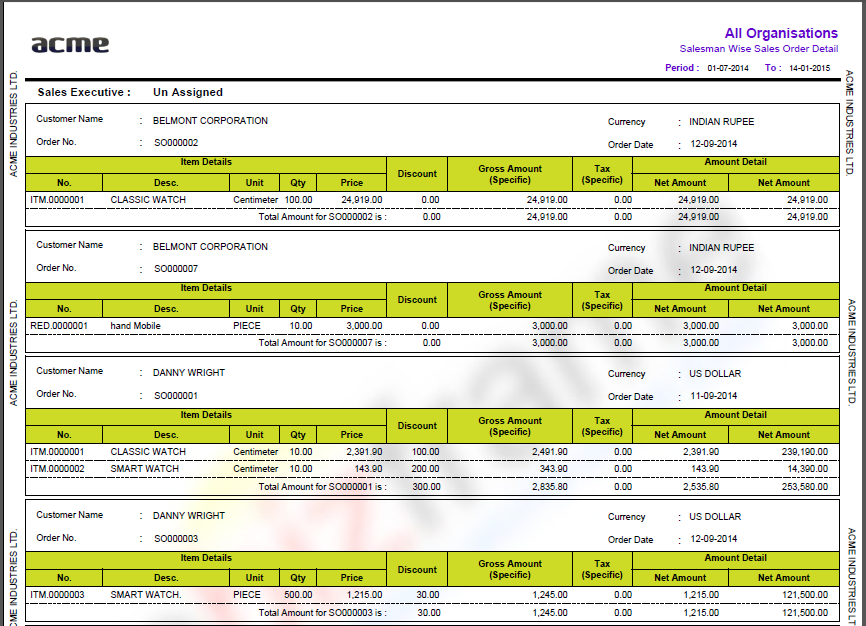 acme
All Organisations
Salesman Wise Sales Order Detail
Period : 01-07-2014 To : 14-01-2015
ACME INDUSTRIES LTD.
ACME INDUSTRIES LTD.
Sales Executive : Un Assigned
Customer Name : BELMONT CORPORATION Currency : INDIAN RUPEE
Order No. : SO000002 Order Date : 12-09-2014
Item Details Discount Gross Amount (Specific) Tax (Specific) Amount Detail
No. Desc. Unit Qty Price Net Amount Net Amount
ITM.0000001 CLASSIC WATCH Centimeter 100.00 24,919.00 0.00 24,919.00 0.00 24,919.00 24,919.00
Total Amount for SO000002 is : 0.00 24,919.00 0.00 24,919.00 24,919.00
Customer Name : BELMONT CORPORATION Currency : INDIAN RUPEE
Order No. : SO000007 Order Date : 12-09-2014
Item Details Discount Gross Amount (Specific) Tax (Specific) Amount Detail
No. Desc. Unit Qty Price Net Amount Net Amount
RED.0000001 hand Mobile PIECE 10.00 3,000.00 0.00 3,000.00 0.00 3,000.00 3,000.00
Total Amount for SO000007 is : 0.00 3,000.00 0.00 3,000.00 3,000.00
ACME INDUSTRIES LTD.
ACME INDUSTRIES LTD.
Customer Name : DANNY WRIGHT Currency : US DOLLAR
Order No. : SO000001 Order Date : 11-09-2014
Item Details Discount Gross Amount (Specific) Tax (Specific) Amount Detail
No. Desc. Unit Qty Price Net Amount Net Amount
ITM.0000001 CLASSIC WATCH Centimeter 10.00 2,391.90 100.00 2,491.90 0.00 2,391.90 239,190.00
ITM.0000002 SMART WATCH Centimeter 10.00 143.90 200.00 343.90 0.00 143.90 14,390.00
Total Amount for SO000001 is : 300.00 2,835.80 0.00 2,535.80 253,580.00
Customer Name : DANNY WRIGHT Currency : US DOLLAR
Order No. : SO000003 Order Date : 12-09-2014
Item Details Discount Gross Amount (Specific) Tax (Specific) Amount Detail
No. Desc. Unit Qty Price Net Amount Net Amount
ITM.0000003 SMART WATCH. PIECE 500.00 1,215.00 30.00 1,245.00 0.00 1,215.00 121,500.00
Total Amount for SO000003 is : 30.00 1,245.00 0.00 1,215.00 121,500.00
CME INDUSTRIES LTD.
ACME INDUSTRIES LT